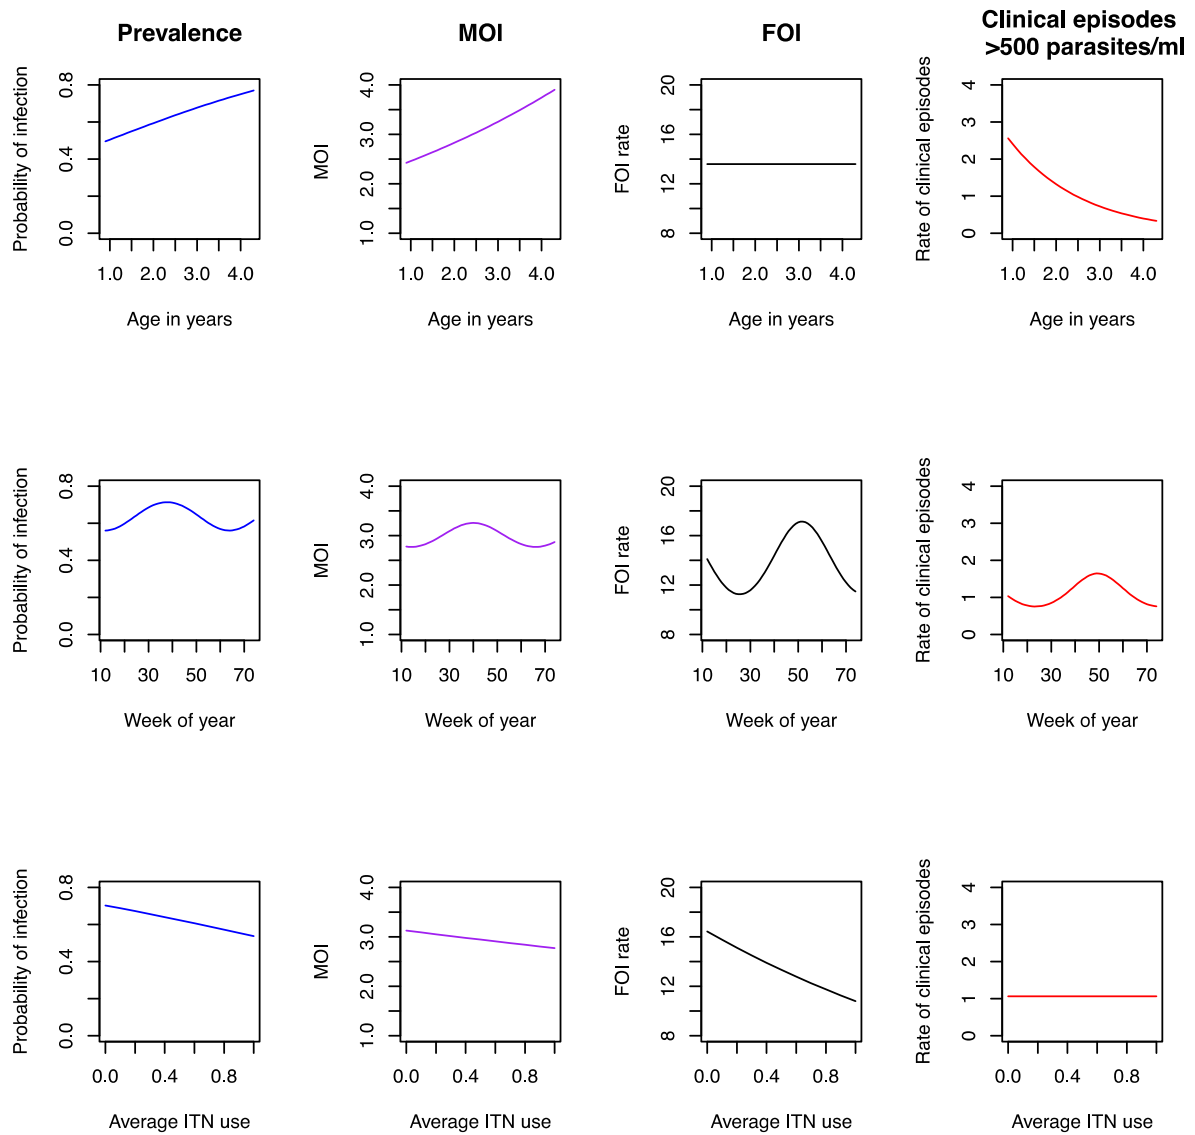 Prevalence
MOI
FOI
Clinical episodes
>500 parasites/ml
Probability of infection
0.0 0.4 0.8
1.0 2.0 3.0 4.0
Age in years
MOI
1.0 2.0 3.0 4.0
1.0 2.0 3.0 4.0
Age in years
FOI rate
8 12 16 20
1.0 2.0 3.0 4.0
Age in years
Rate of clinical episodes
0 1 2 3 4
1.0 2.0 3.0 4.0
Age in years
Probability of infection
0.0 0.4 0.8
10 30 50 70
Week of year
MOI
1.0 2.0 3.0 4.0
10 30 50 70
Week of year
FOI rate
8 12 16 20
10 30 50 70
Week of year
Rate of clinical episodes
0 1 2 3 4
10 30 50 70
Week of year
Probability of infection
0.0 0.4 0.8
0.0 0.4 0.8
Average ITN use
MOI
1.0 2.0 3.0 4.0
0.0 0.4 0.8
Average ITN use
FOI rate
8 12 16 20
0.0 0.4 0.8
Average ITN use
Rate of clinical episodes
0 1 2 3 4
0.0 0.4 0.8
Average ITN use